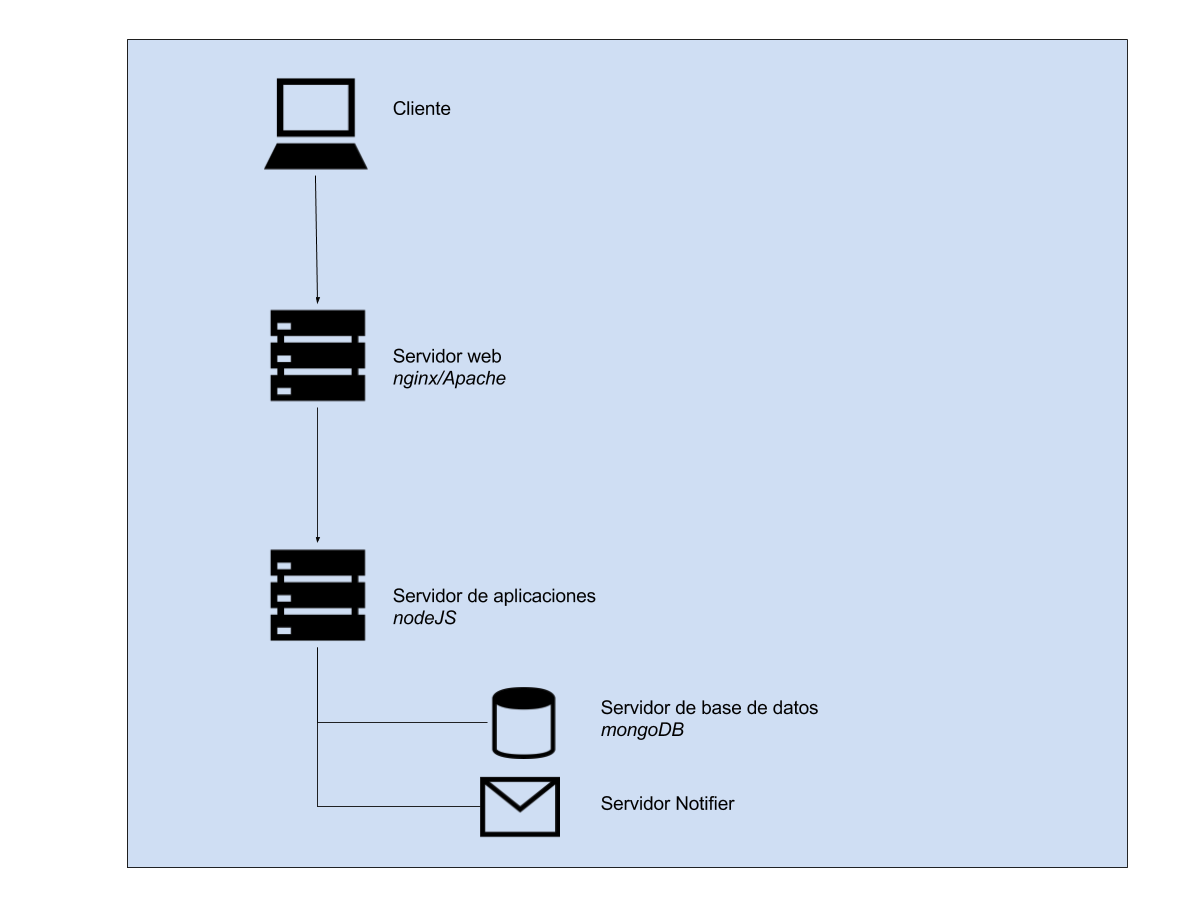 Cliente
Servidor web
nginx/Apache
Servidor de aplicaciones
nodeJS
Servidor de base de datos
mongoDB
Servidor Notifier